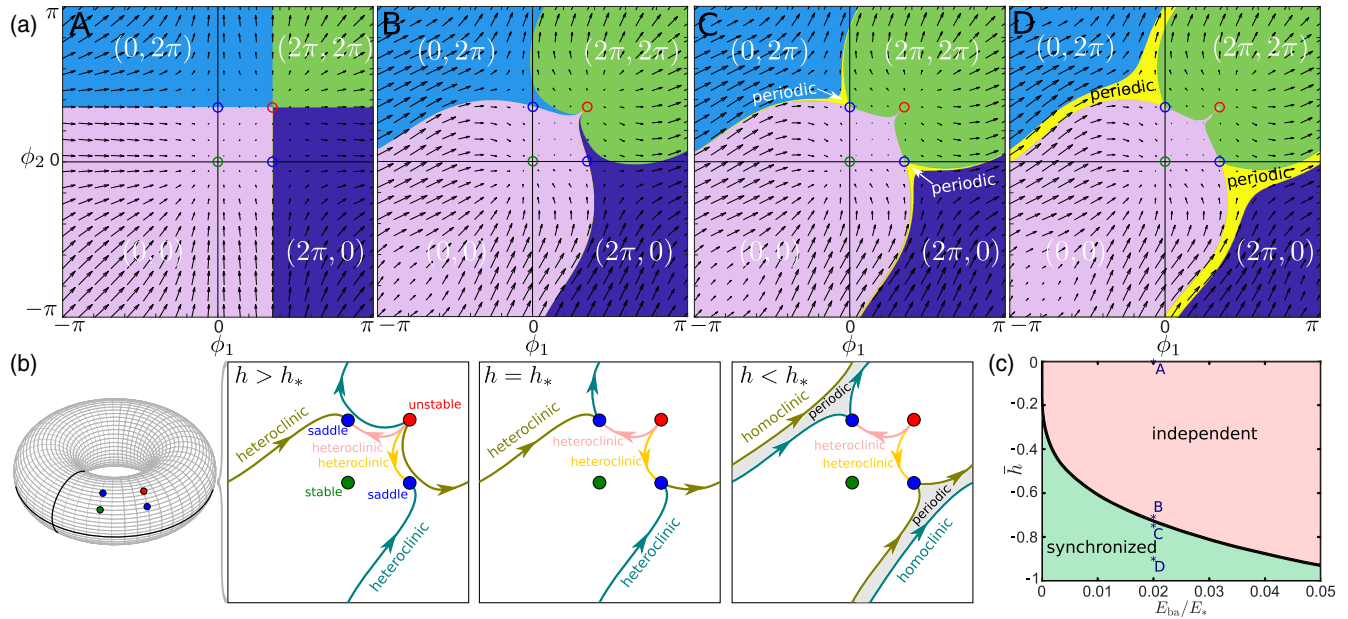 (a)
A
(0, 2π)
(2π, 2π)
(0, 0)
(2π, 0)
π
ϕ2 0
−π
−π
0
π
ϕ1
B
(0, 2π)
(2π, 2π)
(0, 0)
(2π, 0)
−π
0
π
ϕ1
C
(0, 2π)
(2π, 2π)
periodic
periodic
(0, 0)
(2π, 0)
−π
0
π
ϕ1
D
(0, 2π)
(2π, 2π)
periodic
periodic
(0, 0)
(2π, 0)
−π
0
π
ϕ1
(b)
h > h*
unstable
saddle
heteroclinic
heteroclinic
heteroclinic
stable
saddle
heteroclinic
h = h*
heteroclinic
heteroclinic
heteroclinic
heteroclinic
h < h*
homoclinic
periodic
heteroclinic
heteroclinic
periodic
homoclinic
(c)
0
-0.2
-0.4
-0.6
-0.8
-1
h̄
A
independent
B
C
synchronized
D
0
0.01
0.02
0.03
0.04
0.05
Eba/E*